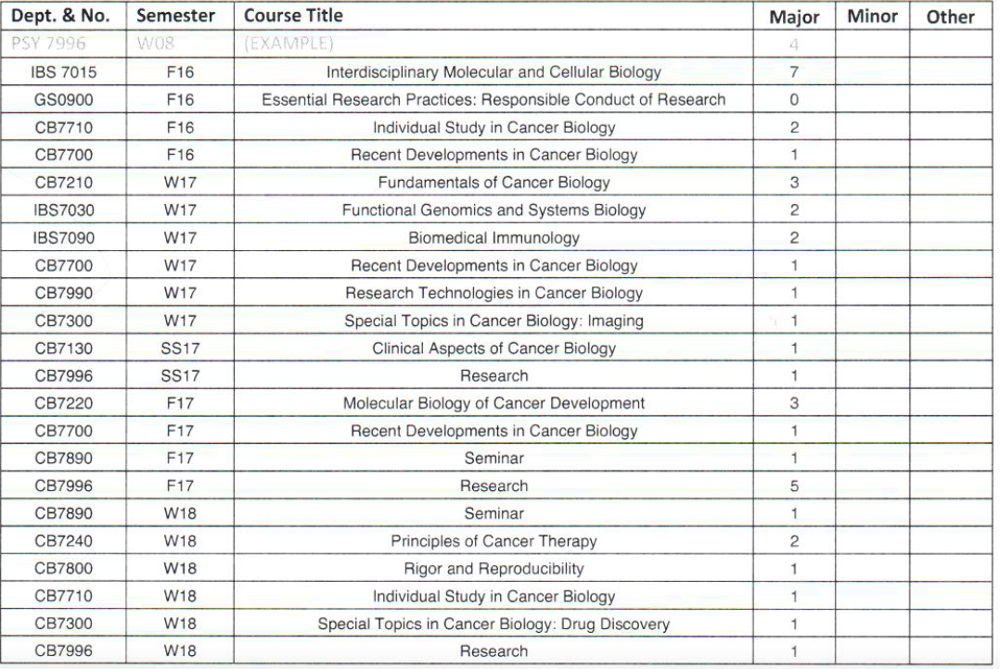 Dept. & No. Semester Course Title Major Minor Other
PSY 7996 W08 (EXAMPLE) 4
IBS 7015 F16 Interdisciplinary Molecular and Cellular Biology 7
GS0900 F16 Essential Research Practices: Responsible Conduct of Research 0
CB7710 F16 Individual Study in Cancer Biology 2
CB7700 F16 Recent Developments in Cancer Biology 1
CB7210 W17 Fundamentals of Cancer Biology 3
IBS7030 W17 Functional Genomics and Systems Biology 2
IBS7090 W17 Biomedical Immunology 2
CB7700 W17 Recent Developments in Cancer Biology 1
CB7990 W17 Research Technologies in Cancer Biology 1
CB7300 W17 Special Topics in Cancer Biology: Imaging 1
CB7130 SS17 Clinical Aspects of Cancer Biology 1
CB7996 SS17 Research 1
CB7220 F17 Molecular Biology of Cancer Development 3
CB7700 F17 Recent Developments in Cancer Biology 1
CB7890 F17 Seminar 1
CB7996 F17 Research 5
CB7890 W18 Seminar 1
CB7240 W18 Principles of Cancer Therapy 2
CB7800 W18 Rigor and Reproducibility 1
CB7710 W18 Individual Study in Cancer Biology 1
CB7300 W18 Special Topics in Cancer Biology: Drug Discovery 1
CB7996 W18 Research 1